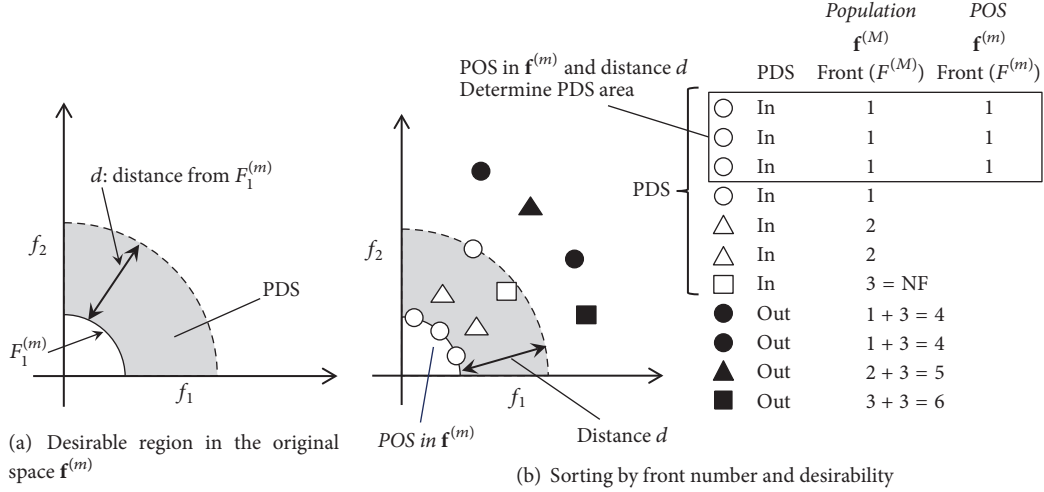 d: distance from F₁⁽ᵐ⁾
f₂
PDS
F₁⁽ᵐ⁾
f₁
(a) Desirable region in the original
space f⁽ᵐ⁾
POS in f⁽ᵐ⁾ and distance d
Determine PDS area
f₂
f₁
POS in f⁽ᵐ⁾
Distance d
PDS
Population POS
f⁽ᴹ⁾ f⁽ᵐ⁾
PDS Front (F⁽ᴹ⁾) Front (F⁽ᵐ⁾)
In 1 1
In 1 1
In 1 1
In 1
In 2
In 2
In 3 = NF
Out 1 + 3 = 4
Out 1 + 3 = 4
Out 2 + 3 = 5
Out 3 + 3 = 6
(b) Sorting by front number and desirability